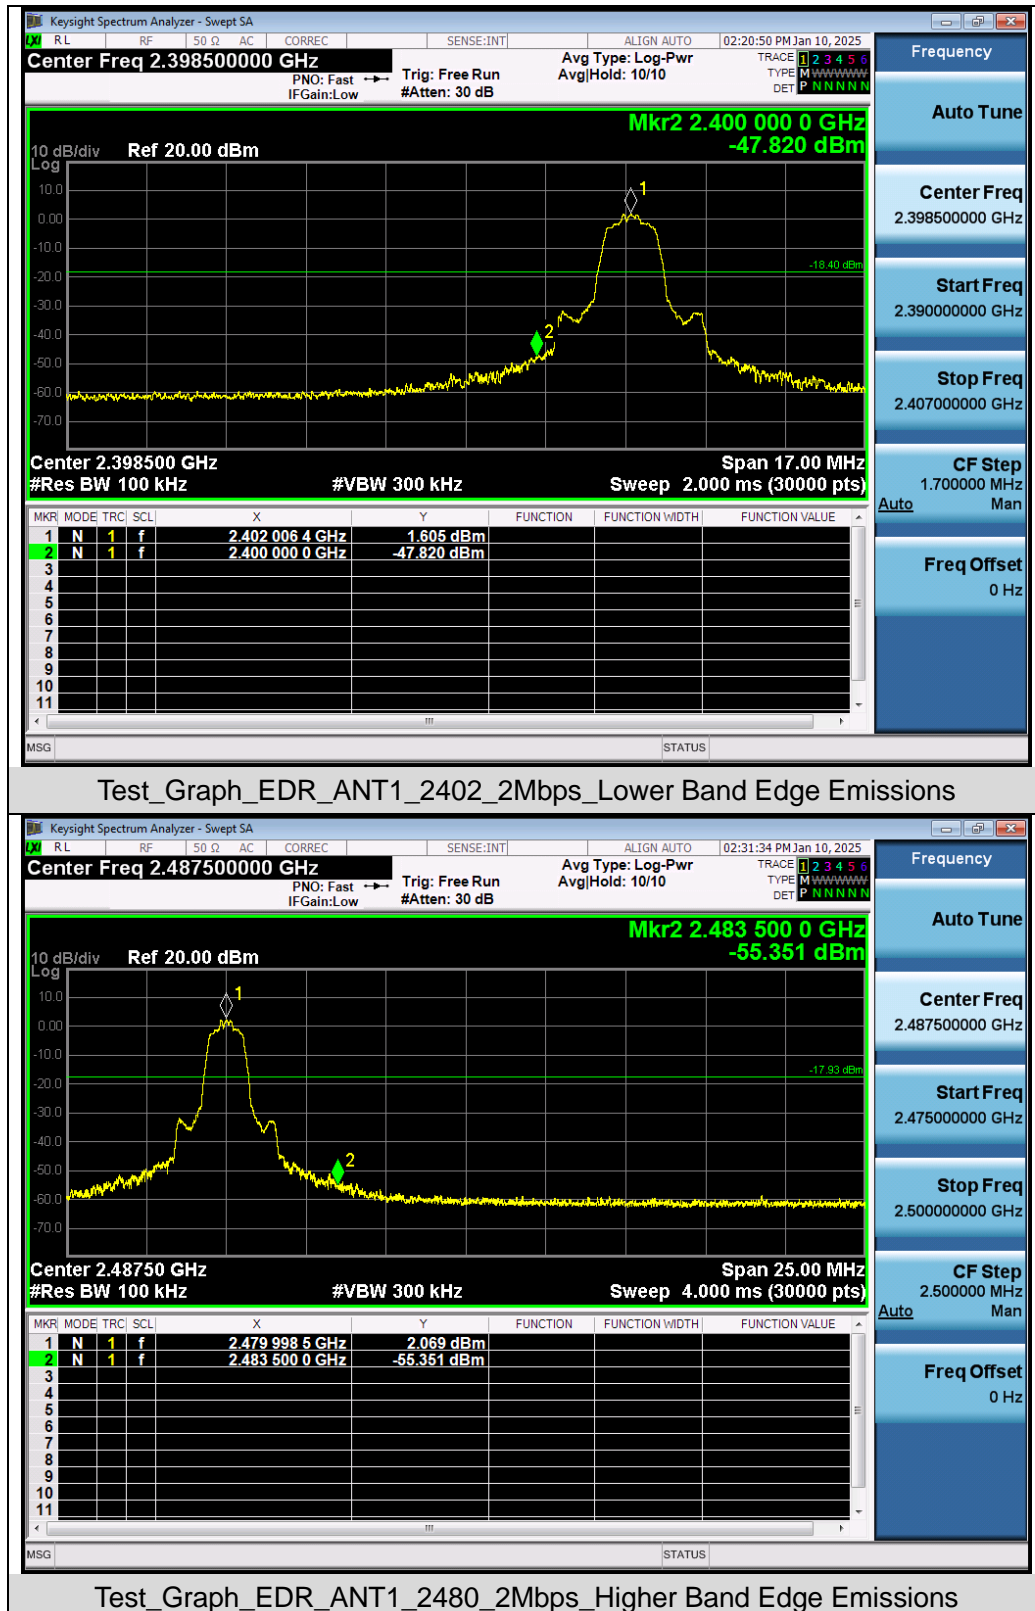 Keysight Spectrum Analyzer - Swept SA
LXI RL RF 50 Ω AC CORREC SENSE:INT ALIGN AUTO 02:20:50 PM Jan 10, 2025
Center Freq 2.398500000 GHz Avg Type: Log-Pwr TRACE 1 2 3 4 5 6
PNO: Fast Trig: Free Run Avg|Hold: 10/10 TYPE M WWWWW
IFGain:Low #Atten: 30 dB DET P N N N N N
Frequency
Auto Tune
Center Freq
2.398500000 GHz
Start Freq
2.390000000 GHz
Stop Freq
2.407000000 GHz
CF Step
1.700000 MHz
Auto Man
Freq Offset
0 Hz
Mkr2 2.400 000 0 GHz
10 dB/div Ref 20.00 dBm -47.820 dBm
Log
10.0
0.00
-10.0
-20.0
-30.0
-40.0
-50.0
-60.0
-70.0
1
-18.40 dBm
2
Center 2.398500 GHz Span 17.00 MHz
#Res BW 100 kHz #VBW 300 kHz Sweep 2.000 ms (30000 pts)
MKR MODE TRC SCL X Y FUNCTION FUNCTION WIDTH FUNCTION VALUE
1 N 1 f 2.402 006 4 GHz 1.605 dBm
2 N 1 f 2.400 000 0 GHz -47.820 dBm
3
4
5
6
7
8
9
10
11
MSG STATUS
Test_Graph_EDR_ANT1_2402_2Mbps_Lower Band Edge Emissions
Keysight Spectrum Analyzer - Swept SA
LXI RL RF 50 Ω AC CORREC SENSE:INT ALIGN AUTO 02:31:34 PM Jan 10, 2025
Center Freq 2.487500000 GHz Avg Type: Log-Pwr TRACE 1 2 3 4 5 6
PNO: Fast Trig: Free Run Avg|Hold: 10/10 TYPE M WWWWW
IFGain:Low #Atten: 30 dB DET P N N N N N
Frequency
Auto Tune
Center Freq
2.487500000 GHz
Start Freq
2.475000000 GHz
Stop Freq
2.500000000 GHz
CF Step
2.500000 MHz
Auto Man
Freq Offset
0 Hz
Mkr2 2.483 500 0 GHz
10 dB/div Ref 20.00 dBm -55.351 dBm
Log
10.0
0.00
-10.0
-20.0
-30.0
-40.0
-50.0
-60.0
-70.0
1
-17.93 dBm
2
Center 2.48750 GHz Span 25.00 MHz
#Res BW 100 kHz #VBW 300 kHz Sweep 4.000 ms (30000 pts)
MKR MODE TRC SCL X Y FUNCTION FUNCTION WIDTH FUNCTION VALUE
1 N 1 f 2.479 998 5 GHz 2.069 dBm
2 N 1 f 2.483 500 0 GHz -55.351 dBm
3
4
5
6
7
8
9
10
11
MSG STATUS
Test_Graph_EDR_ANT1_2480_2Mbps_Higher Band Edge Emissions